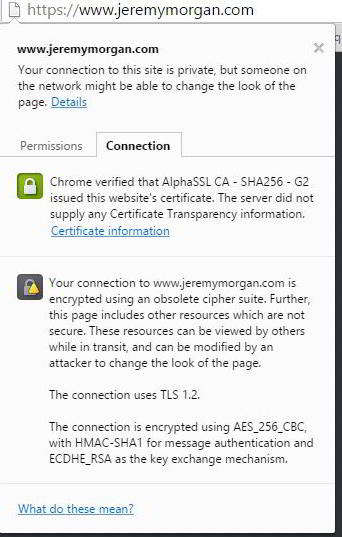 https://www.jeremymorgan.com
q
www.jeremymorgan.com
Your connection to this site is private, but someone on
the network might be able to change the look of the
page. Details
Permissions Connection
Chrome verified that AlphaSSL CA - SHA256 - G2
issued this website's certificate. The server did not
supply any Certificate Transparency information.
Certificate information
Your connection to www.jeremymorgan.com is
encrypted using an obsolete cipher suite. Further,
this page includes other resources which are not
secure. These resources can be viewed by others
while in transit, and can be modified by an
attacker to change the look of the page.
The connection uses TLS 1.2.
The connection is encrypted using AES_256_CBC,
with HMAC-SHA1 for message authentication and
ECDHE_RSA as the key exchange mechanism.
What do these mean?